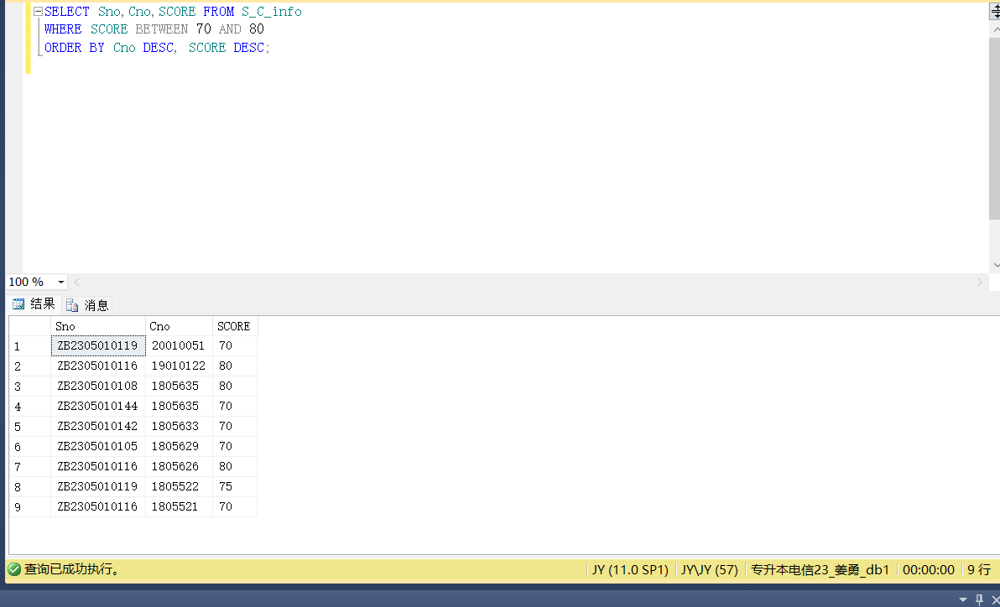 SELECT Sno,Cno,SCORE FROM S_C_info
WHERE SCORE BETWEEN 70 AND 80
ORDER BY Cno DESC, SCORE DESC;
100 %
结果 消息
Sno Cno SCORE
1 ZB2305010119 20010051 70
2 ZB2305010116 19010122 80
3 ZB2305010108 1805635 80
4 ZB2305010144 1805635 70
5 ZB2305010142 1805633 70
6 ZB2305010105 1805629 70
7 ZB2305010116 1805626 80
8 ZB2305010119 1805522 75
9 ZB2305010116 1805521 70
查询已成功执行。 JY (11.0 SP1) JY\JY (57) 专升本电信23_姜勇_db1 00:00:00 9 行